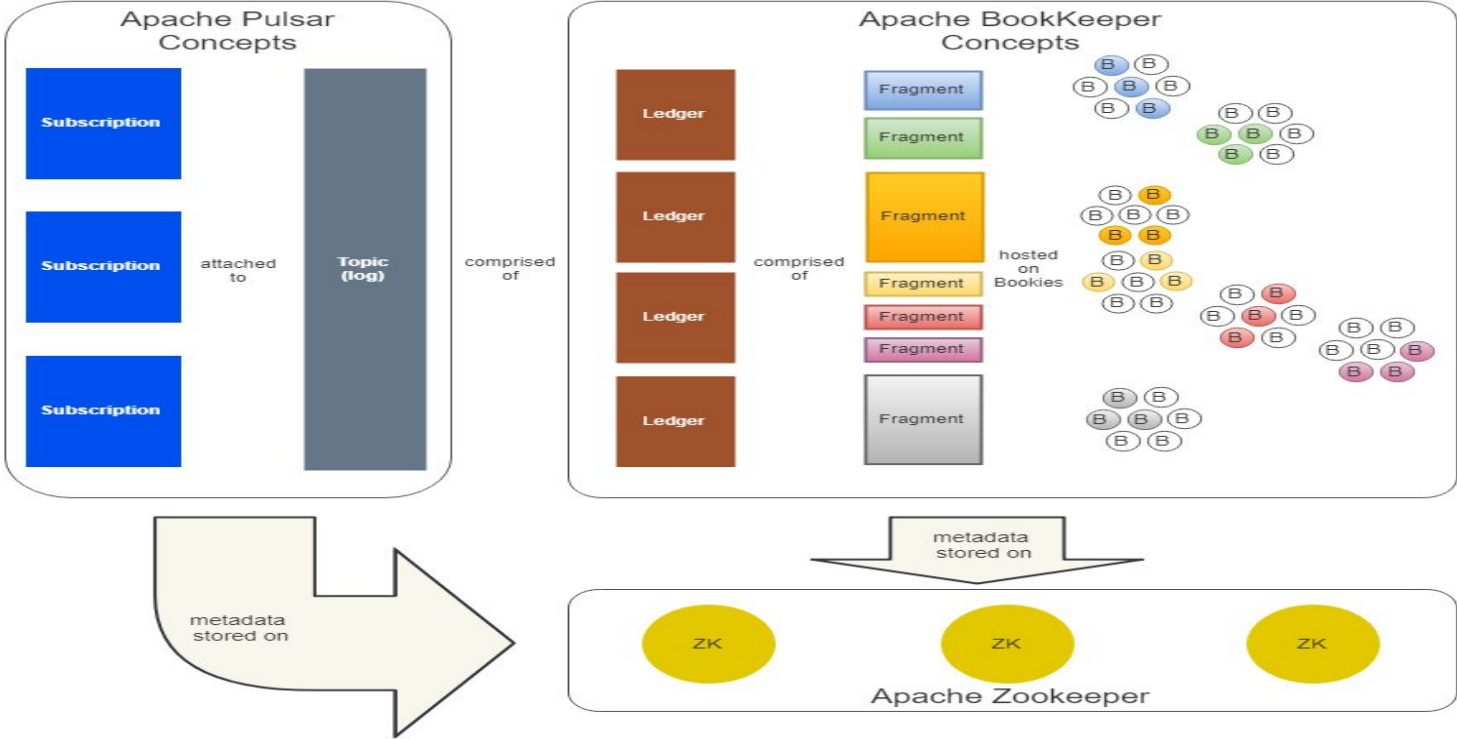 Apache Pulsar
Concepts
Subscription
Subscription
Subscription
attached
to
Topic
(log)
comprised
of
Apache BookKeeper
Concepts
Ledger
Ledger
Ledger
Ledger
comprised
of
Fragment
Fragment
Fragment
Fragment
Fragment
Fragment
Fragment
hosted
on
Bookies
B B
B B B
B B
B B
B B B
B B
B B
B B B
B B
B B
B B B
B B
B B
B B B
B B
B B
B B B
B B
B B
B B B
B B
metadata
stored on
metadata
stored on
ZK
ZK
ZK
Apache Zookeeper